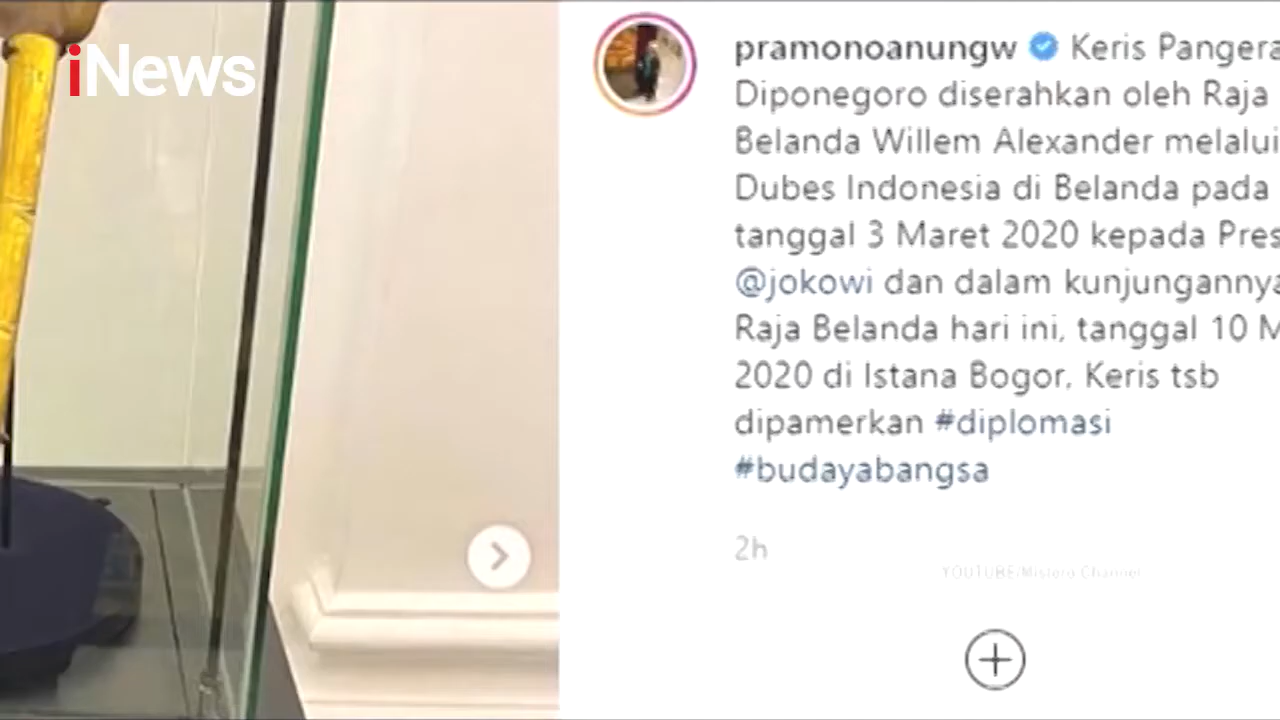 iNews
pramonoanungw Keris Pangera
Diponegoro diserahkan oleh Raja
Belanda Willem Alexander melalui
Dubes Indonesia di Belanda pada
tanggal 3 Maret 2020 kepada Pres
@jokowi dan dalam kunjungannya
Raja Belanda hari ini, tanggal 10 M
2020 di Istana Bogor, Keris tsb
dipamerkan #diplomasi
#budayabangsa
2h
YOUTUBE:Mistero Channel